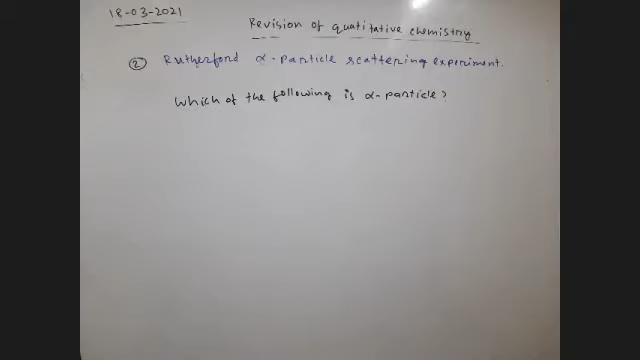 18-03-2021
Revision of quatitative chemistry
② Rutherford α-particle scattering experiment.
Which of the following is α-particle?